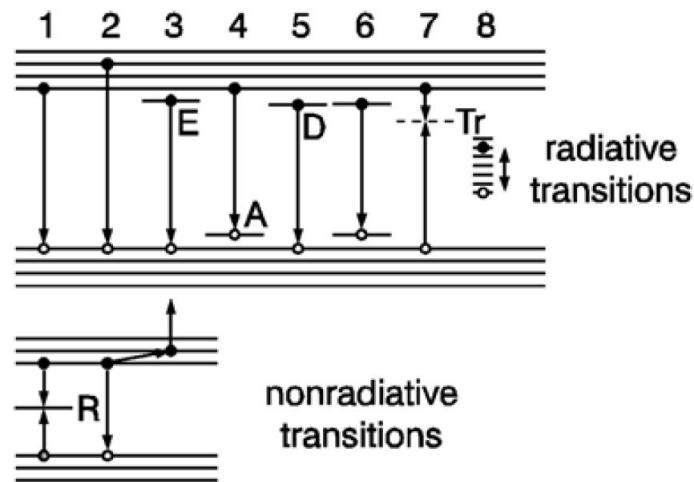 1 2 3 4 5 6 7 8
E
D
Tr
A
radiative
transitions
R
nonradiative
transitions